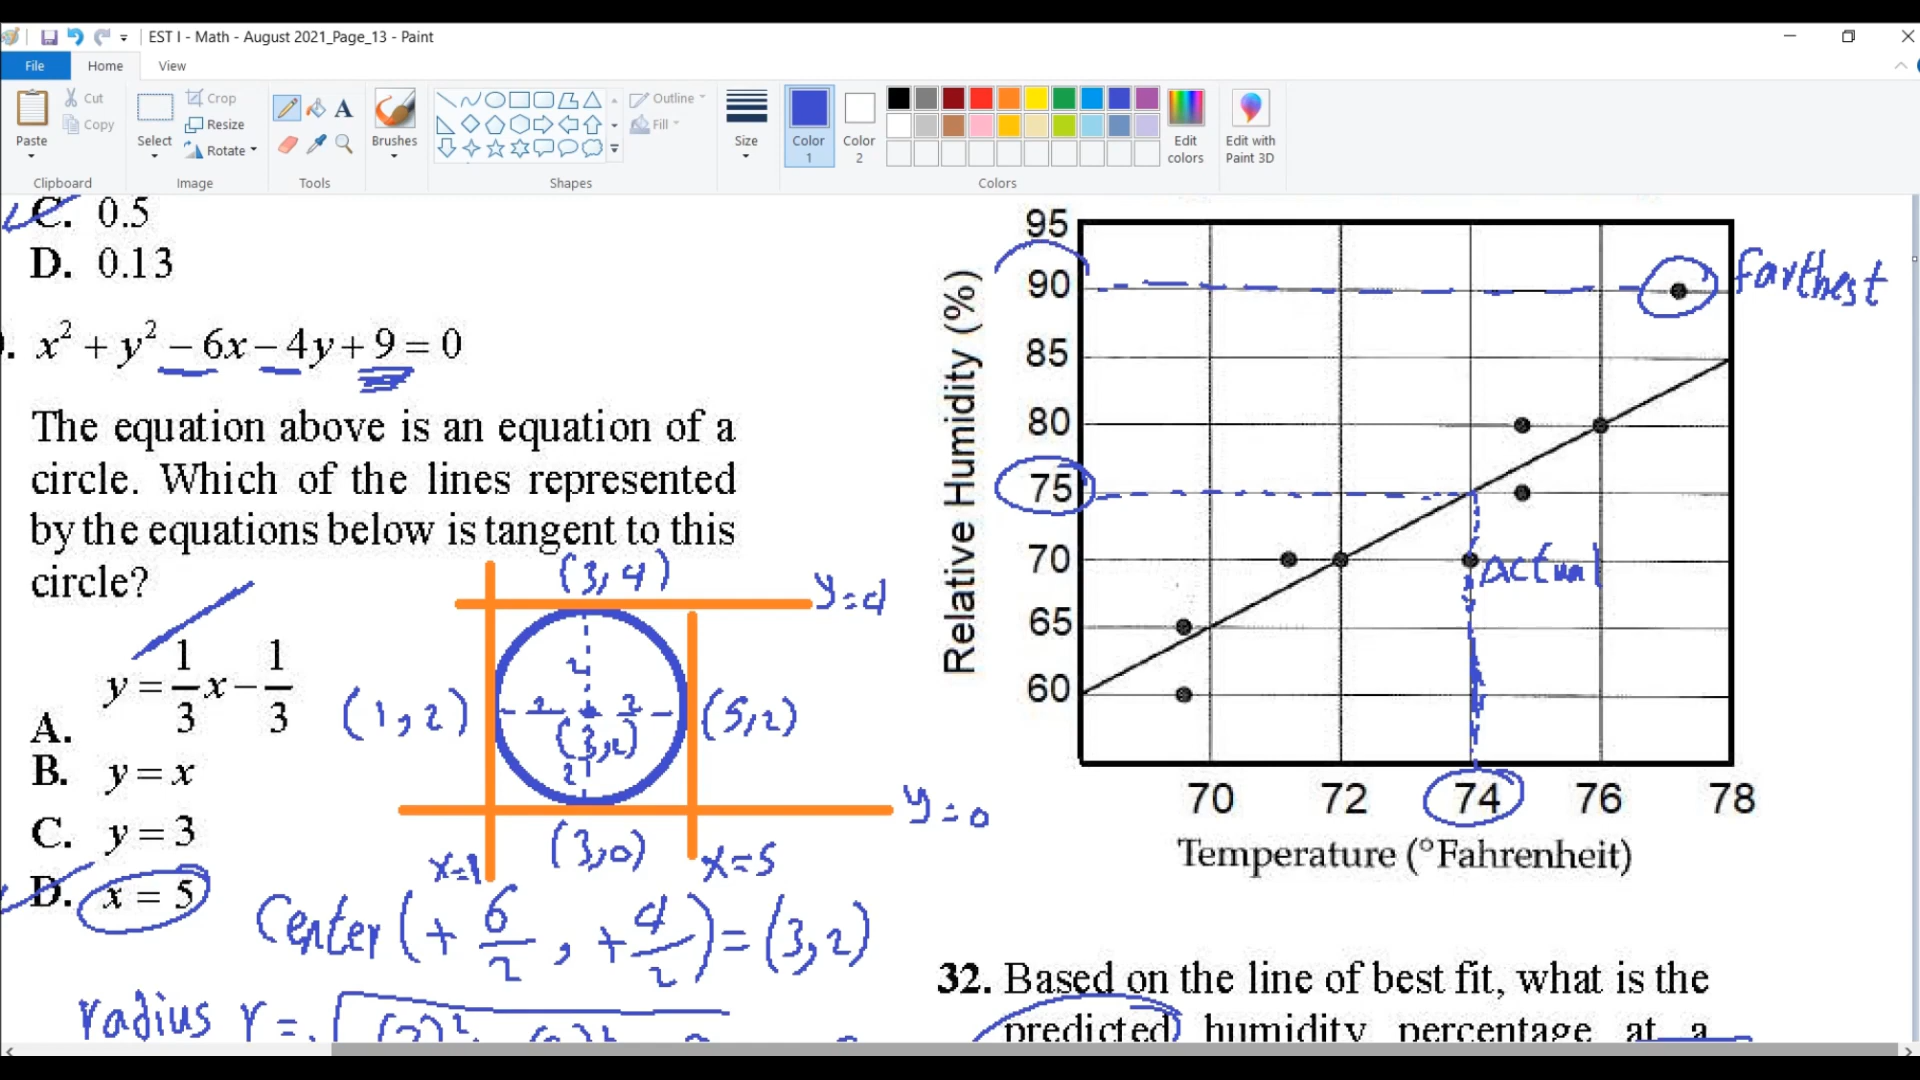 EST I - Math - August 2021_Page_13 - Paint
File Home View
Paste
Cut
Copy
Clipboard
Select
Crop
Resize
Rotate
Image
A
Tools
Brushes
Outline
Fill
Shapes
Size
Color 1
Color 2
Edit colors
Edit with Paint 3D
Colors
C. 0.5
D. 0.13
. x² + y² − 6x − 4y + 9 = 0
The equation above is an equation of a
circle. Which of the lines represented
by the equations below is tangent to this
circle?
A. y = 1/3 x − 1/3
B. y = x
C. y = 3
D. x = 5
(3, 4)
y = 4
2
(1, 2)
2 2
(5, 2)
(3, 2)
2
y = 0
(3, 0)
x = 1
x = 5
Center (+ 6/2 , + 4/2) = (3, 2)
radius r =
Relative Humidity (%)
95
90
85
80
75
70
65
60
farthest
Actual
70 72 74 76 78
Temperature (°Fahrenheit)
32. Based on the line of best fit, what is the
predicted humidity percentage at a